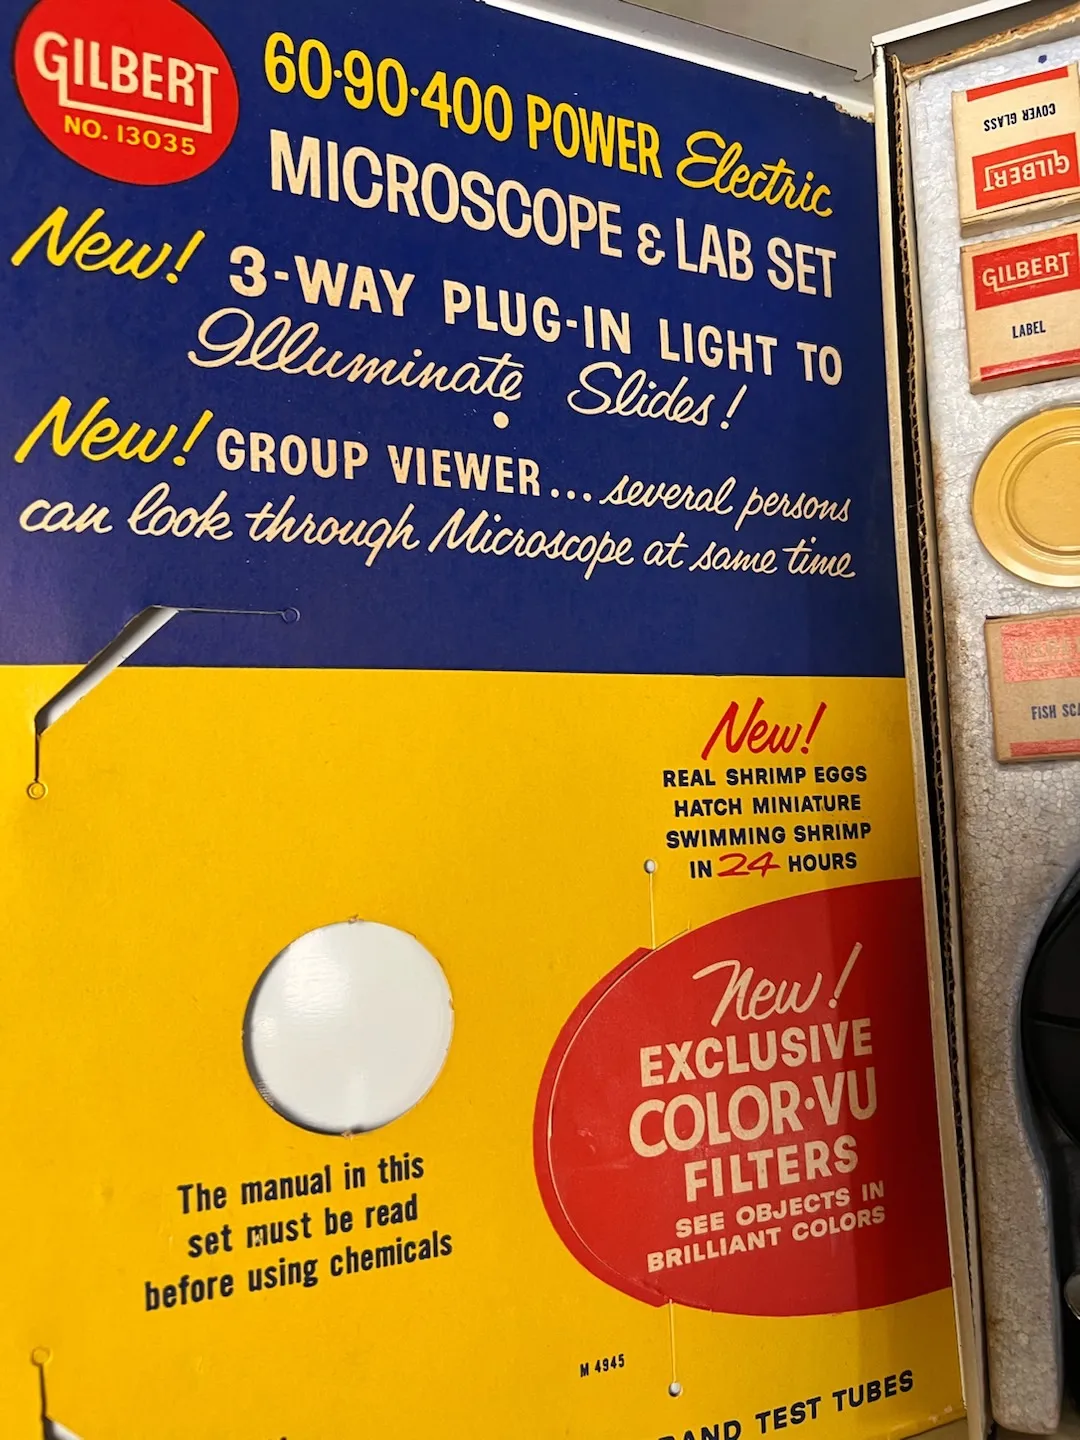 GILBERT
NO. 13035
60·90·400 POWER Electric
MICROSCOPE & LAB SET
New! 3-WAY PLUG-IN LIGHT TO
Illuminate Slides!
New! GROUP VIEWER... several persons
can look through Microscope at same time
New!
REAL SHRIMP EGGS
HATCH MINIATURE
SWIMMING SHRIMP
IN 24 HOURS
New!
EXCLUSIVE
COLOR·VU
FILTERS
SEE OBJECTS IN
BRILLIANT COLORS
The manual in this
set must be read
before using chemicals
M 4945
AND TEST TUBES
COVER GLASS
GILBERT
GILBERT
LABEL
FISH